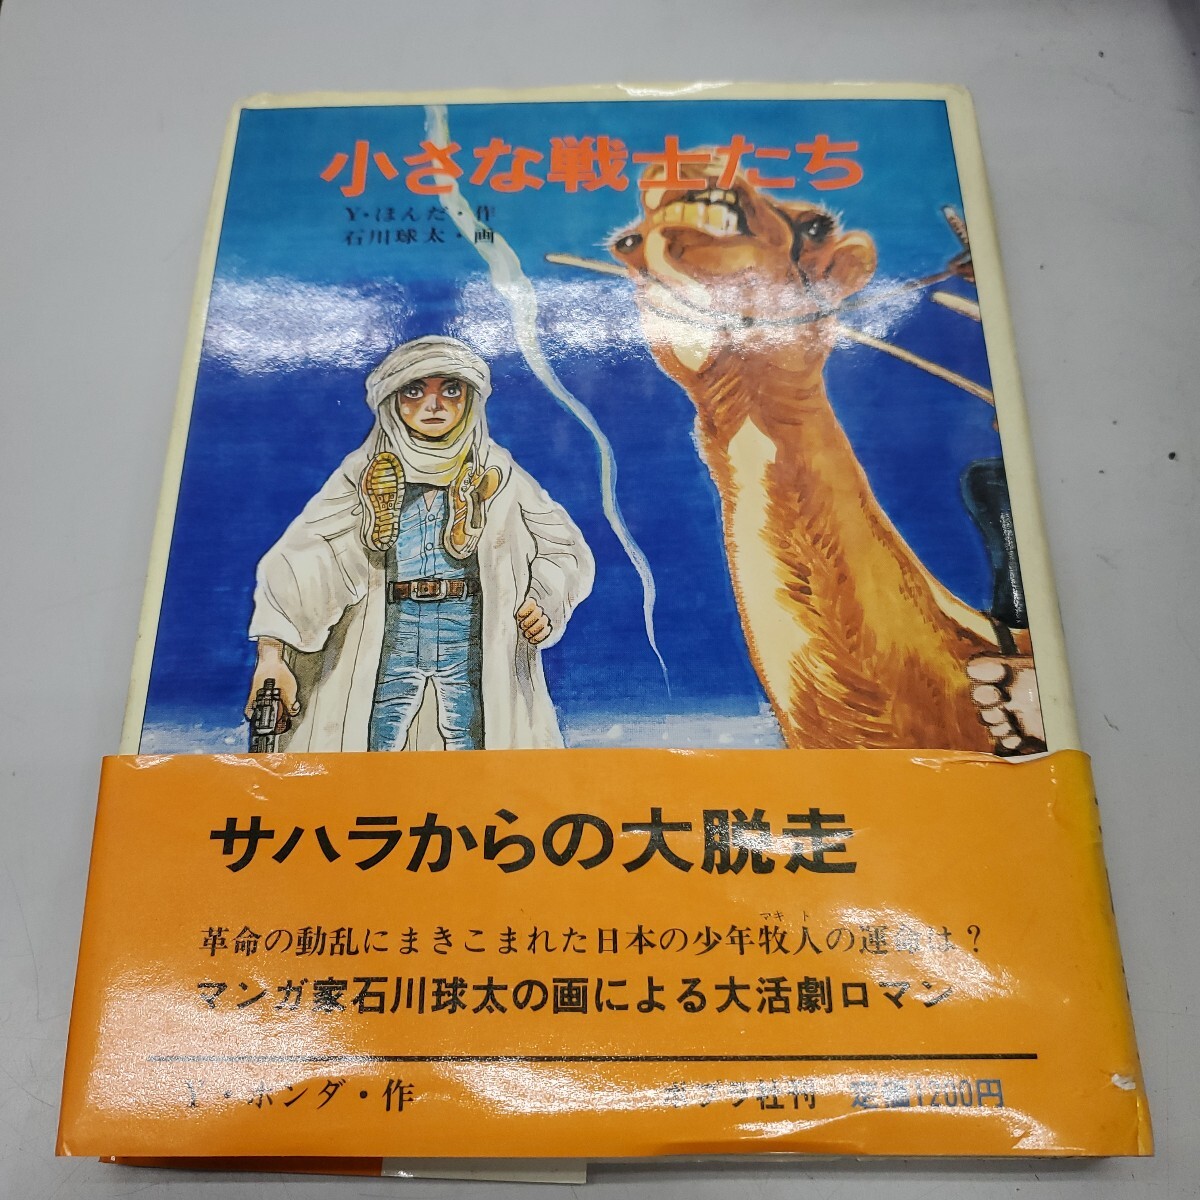 小さな戦士たち
Y・ほんだ・作
石川球太・画
サハラからの大脱走
マキ ト
革命の動乱にまきこまれた日本の少年牧人の運命は?
マンガ家石川球太の画による大活劇ロマン
Y・ホンダ・作 社刊 定価1200円